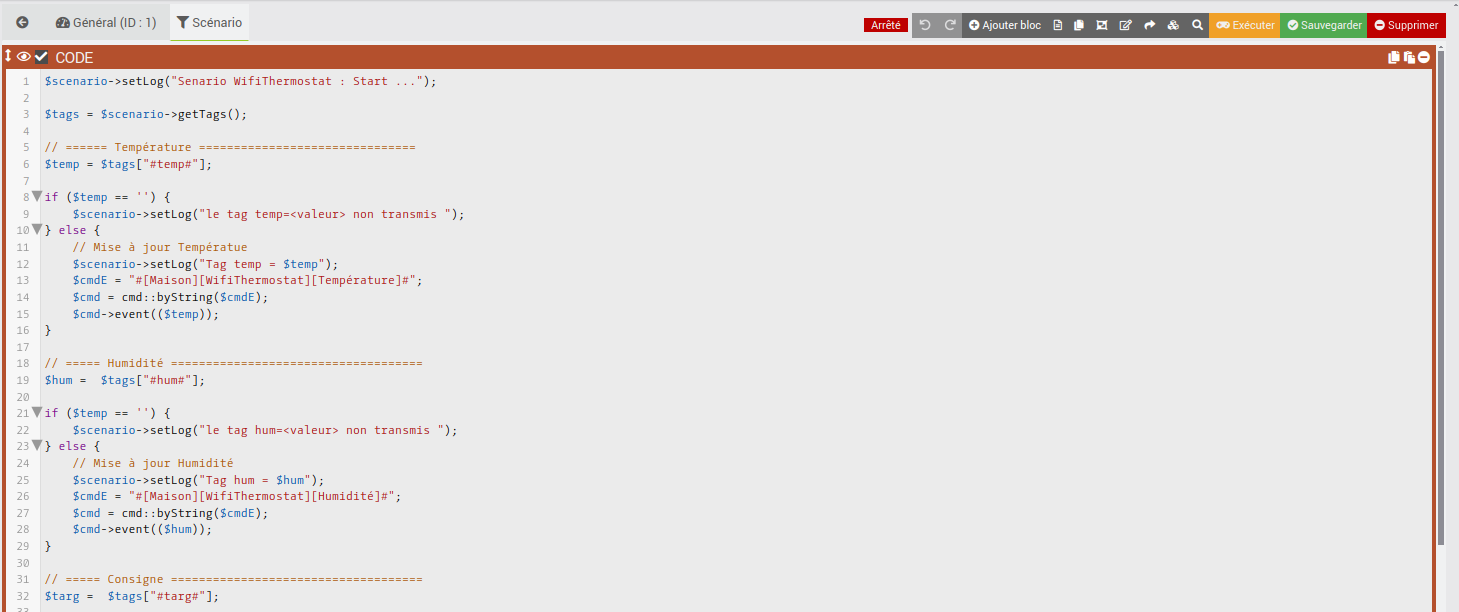 Général (ID : 1) Scénario Arrêté Ajouter bloc Exécuter Sauvegarder Supprimer
CODE
1 $scenario->setLog("Senario WifiThermostat : Start ...");
2
3 $tags = $scenario->getTags();
4
5 // ====== Température ===============================
6 $temp = $tags["#temp#"];
7
8 if ($temp == '') {
9 $scenario->setLog("le tag temp=<valeur> non transmis ");
10 } else {
11 // Mise à jour Températue
12 $scenario->setLog("Tag temp = $temp");
13 $cmdE = "#[Maison][WifiThermostat][Température]#";
14 $cmd = cmd::byString($cmdE);
15 $cmd->event(($temp));
16 }
17
18 // ===== Humidité ====================================
19 $hum =  $tags["#hum#"];
20
21 if ($temp == '') {
22 $scenario->setLog("le tag hum=<valeur> non transmis ");
23 } else {
24 // Mise à jour Humidité
25 $scenario->setLog("Tag hum = $hum");
26 $cmdE = "#[Maison][WifiThermostat][Humidité]#";
27 $cmd = cmd::byString($cmdE);
28 $cmd->event(($hum));
29 }
30
31 // ===== Consigne ====================================
32 $targ =  $tags["#targ#"];
33